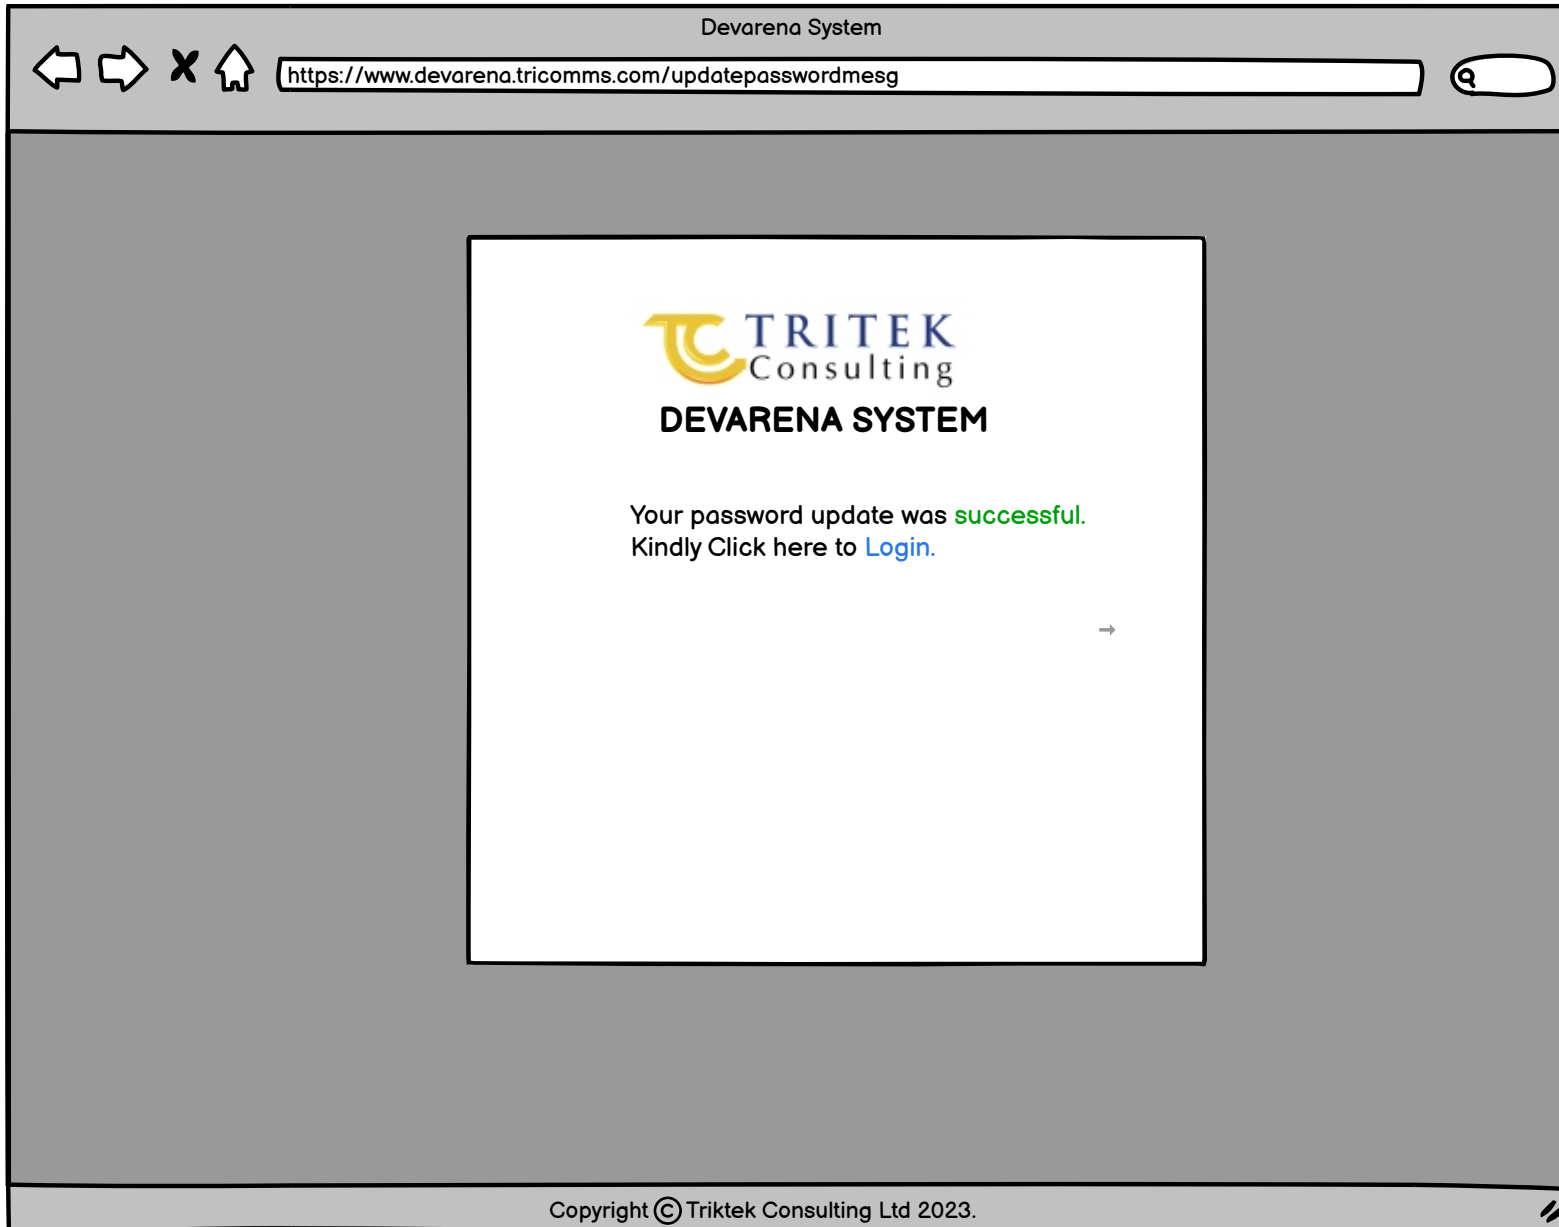 Devarena System
https://www.devarena.tricomms.com/updatepasswordmesg
TC TRITEK
Consulting
DEVARENA SYSTEM
Your password update was successful.
Kindly Click here to Login.
Copyright © Triktek Consulting Ltd 2023.